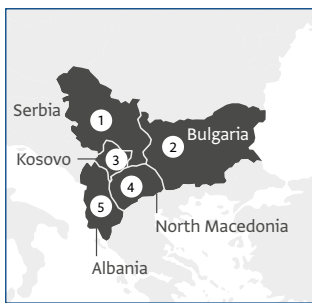 Serbia
1
2
Bulgaria
Kosovo
3
4
5
North Macedonia
Albania